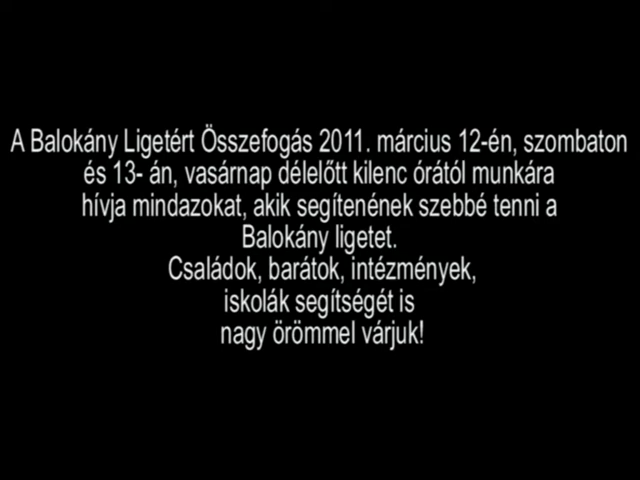 A Balokány Ligetért Összefogás 2011. március 12-én, szombaton
és 13- án, vasárnap délelőtt kilenc órától munkára
hívja mindazokat, akik segítenének szebbé tenni a
Balokány ligetet.
Családok, barátok, intézmények,
iskolák segítségét is
nagy örömmel várjuk!